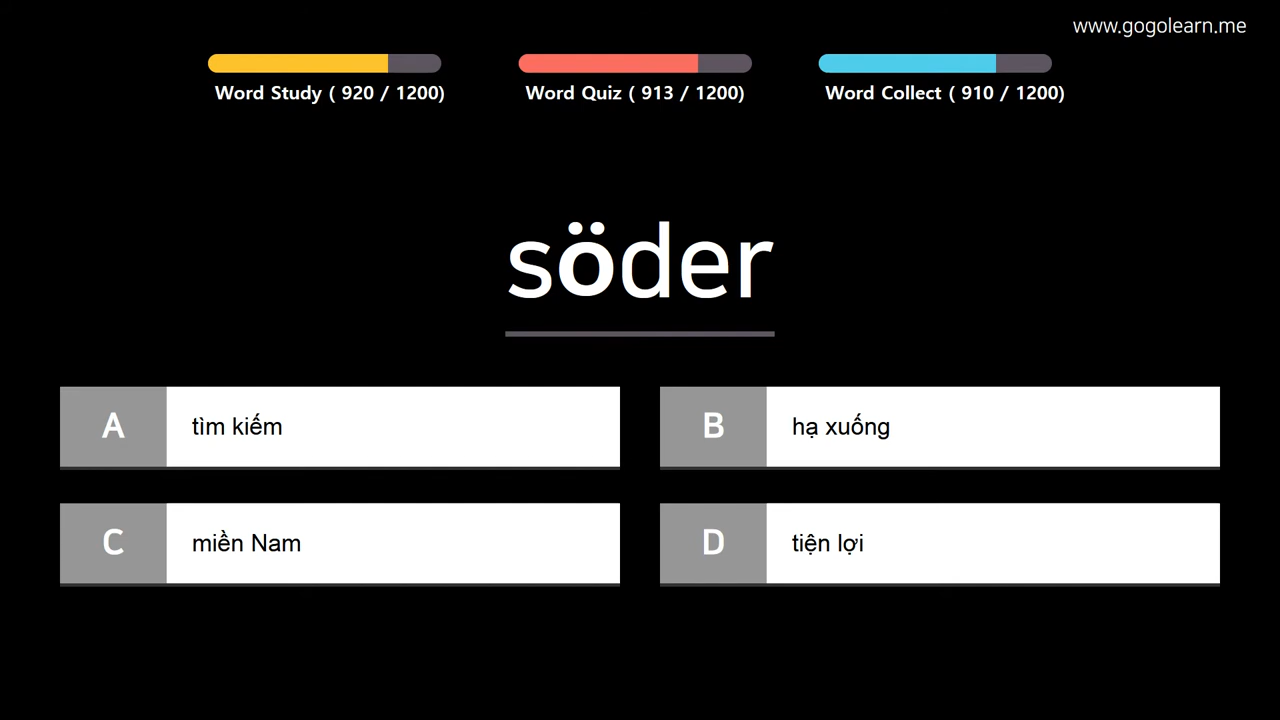 www.gogolearn.me
Word Study ( 920 / 1200)
Word Quiz ( 913 / 1200)
Word Collect ( 910 / 1200)
söder
A
tìm kiếm
B
hạ xuống
C
miền Nam
D
tiện lợi